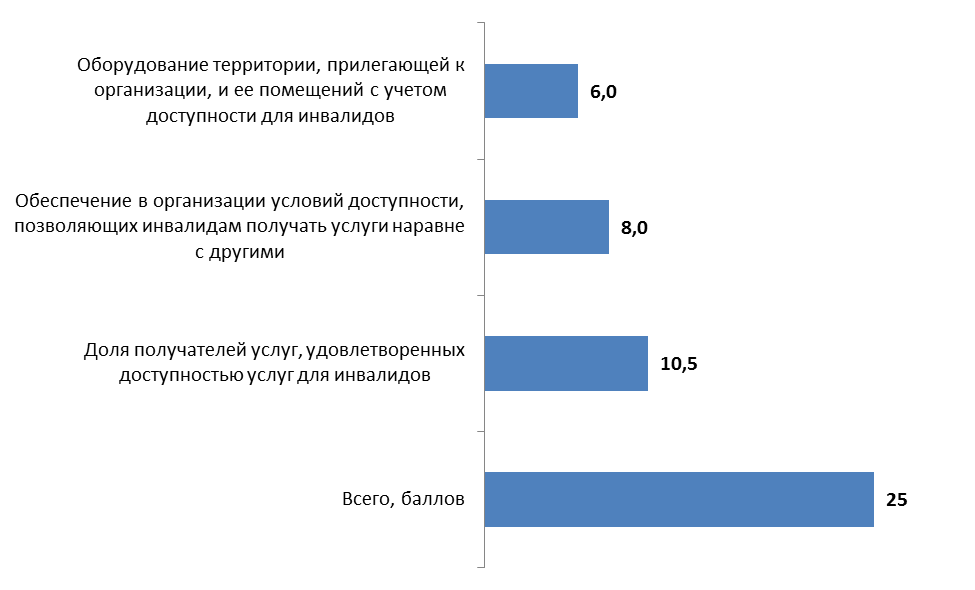 Оборудование территории, прилегающей к
организации, и ее помещений с учетом
доступности для инвалидов
6,0
Обеспечение в организации условий доступности,
позволяющих инвалидам получать услуги наравне
с другими
8,0
Доля получателей услуг, удовлетворенных
доступностью услуг для инвалидов
10,5
Всего, баллов
25